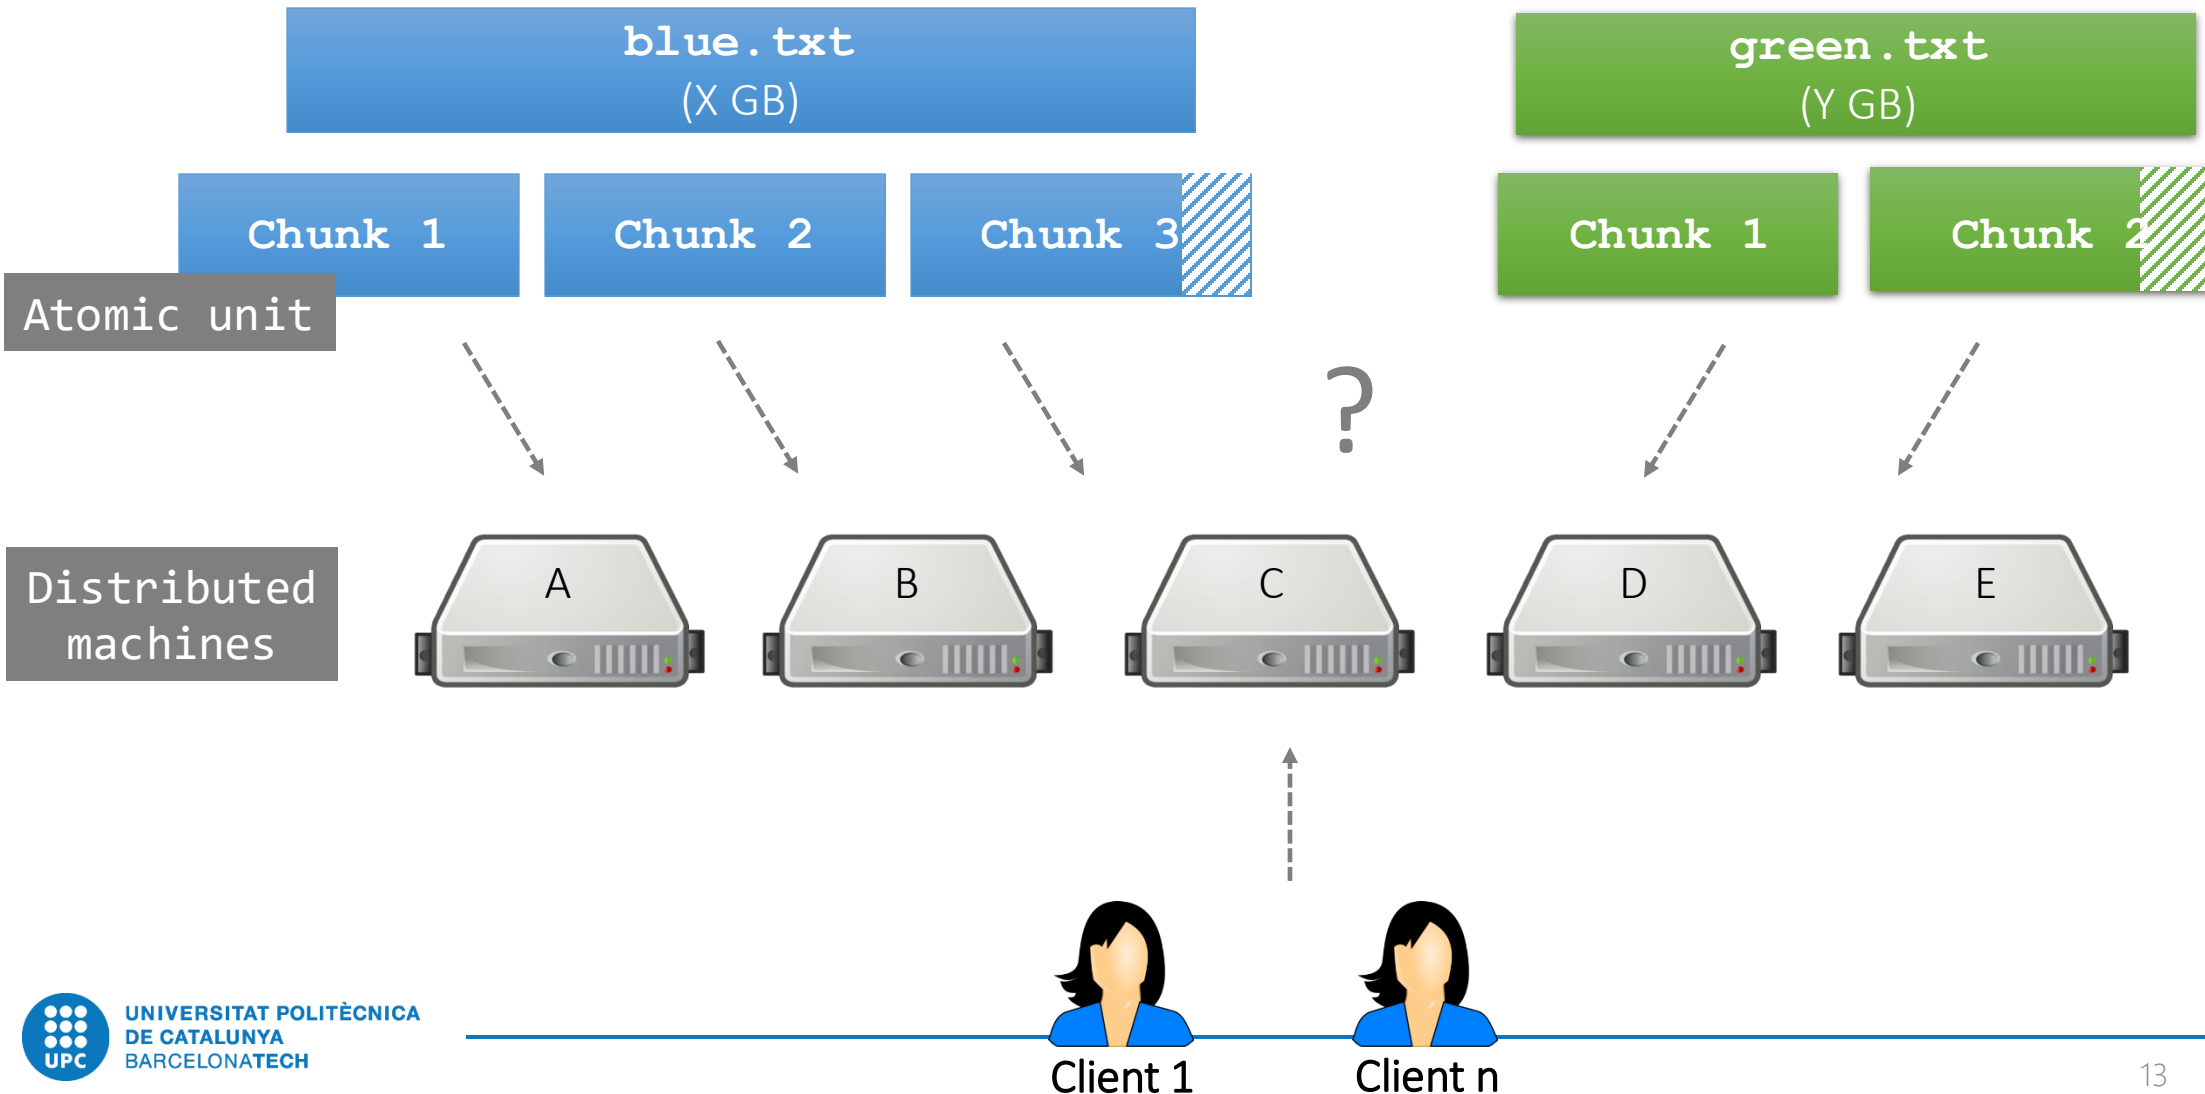 blue.txt
(X GB)
green.txt
(Y GB)
Chunk 1
Chunk 2
Chunk 3
Chunk 1
Chunk 2
Atomic unit
?
Distributed
machines
A
B
C
D
E
UNIVERSITAT POLITÈCNICA
DE CATALUNYA
BARCELONATECH
UPC
Client 1
Client n
13